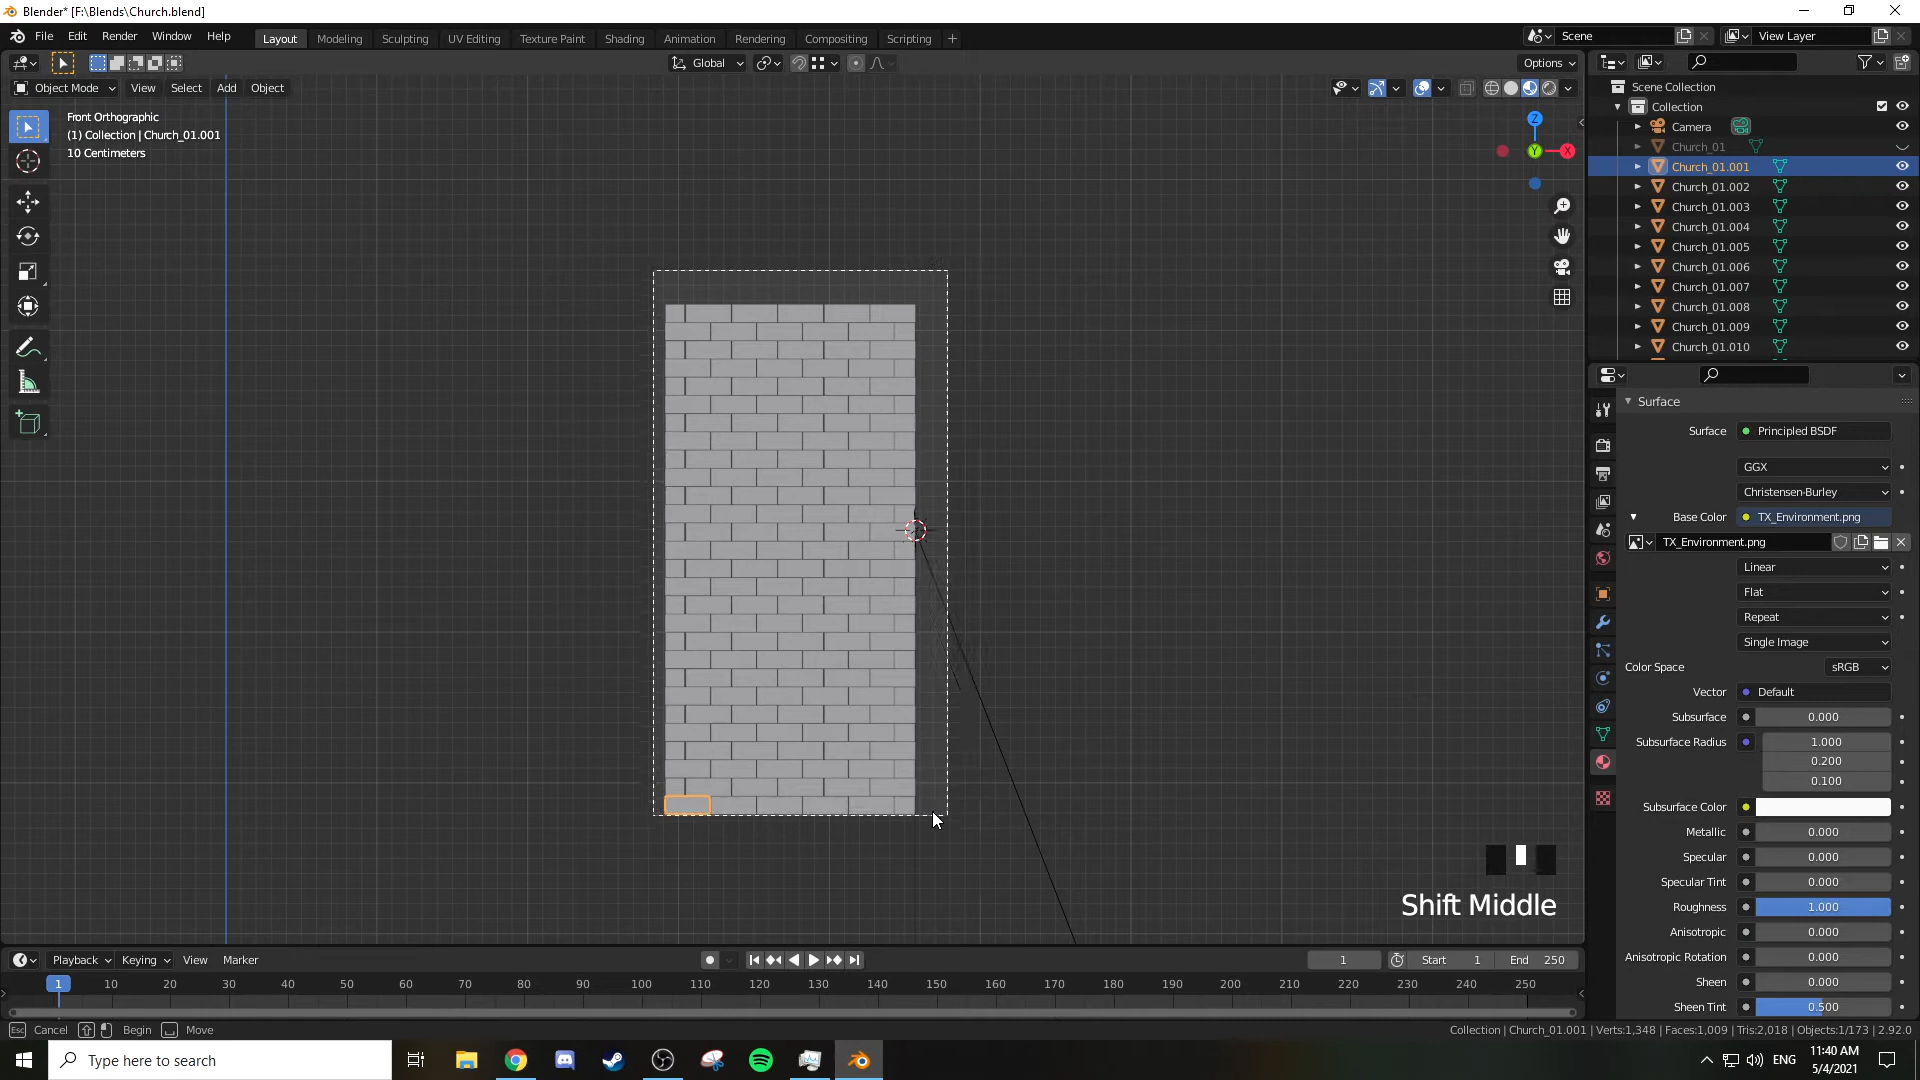 Blender* [F:\Blends\Church.blend]
File Edit Render Window Help
Layout Modeling Sculpting UV Editing Texture Paint Shading Animation Rendering Compositing Scripting +
Scene View Layer
Global Options
Object Mode View Select Add Object
Front Orthographic
(1) Collection | Church_01.001
10 Centimeters
Z
Y
X
Scene Collection
Collection
Camera
Church_01
Church_01.001
Church_01.002
Church_01.003
Church_01.004
Church_01.005
Church_01.006
Church_01.007
Church_01.008
Church_01.009
Church_01.010
Surface
Surface Principled BSDF
GGX
Christensen-Burley
Base Color TX_Environment.png
TX_Environment.png
Linear
Flat
Repeat
Single Image
Color Space sRGB
Vector Default
Subsurface 0.000
Subsurface Radius 1.000
0.200
0.100
Subsurface Color
Metallic 0.000
Specular 0.000
Specular Tint 0.000
Roughness 1.000
Anisotropic 0.000
Anisotropic Rotation 0.000
Sheen 0.000
Sheen Tint 0.500
Shift Middle
Playback Keying View Marker 1 Start 1 End 250
1 10 20 30 40 50 60 70 80 90 100 110 120 130 140 150 160 170 180 190 200 210 220 230 240 250
Esc Cancel Begin Move
Collection | Church_01.001 | Verts:1,348 | Faces:1,009 | Tris:2,018 | Objects:1/173 | 2.92.0
Type here to search
ENG
11:40 AM
5/4/2021